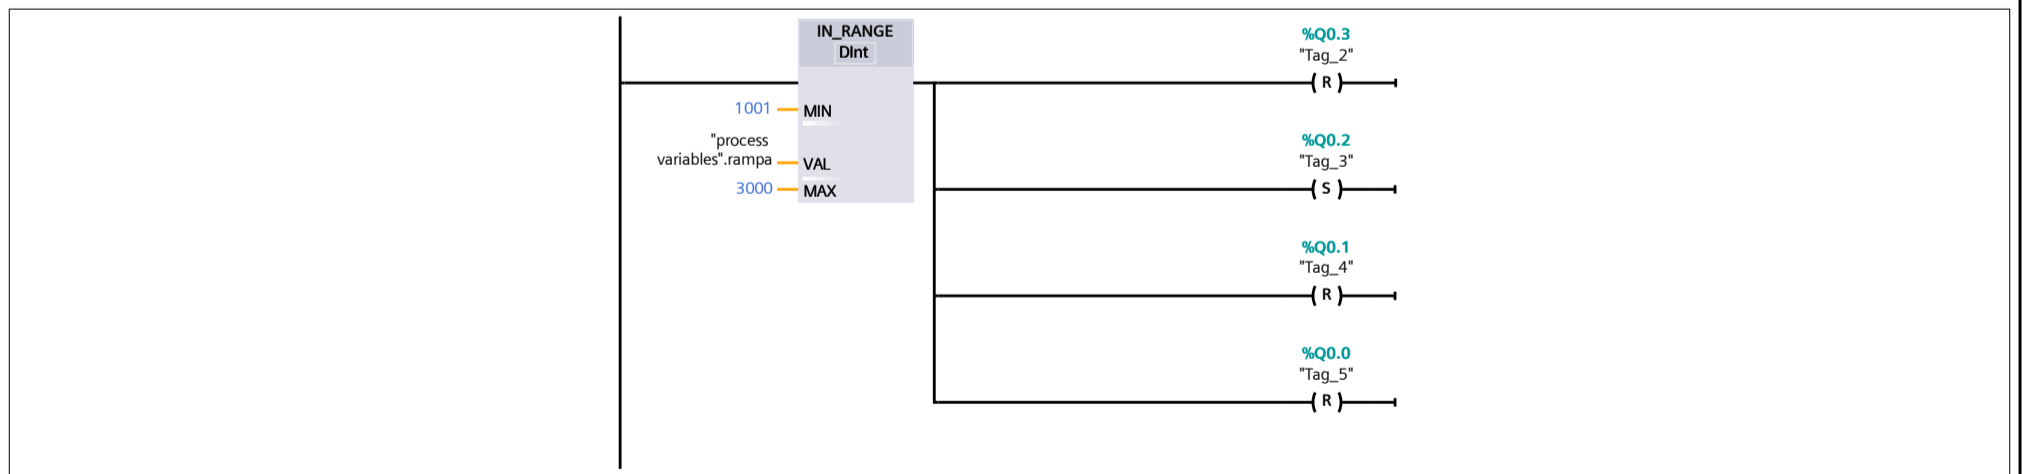 IN_RANGE
DInt
1001
MIN
"process
variables".rampa
VAL
3000
MAX
%Q0.3
"Tag_2"
( R )
%Q0.2
"Tag_3"
( S )
%Q0.1
"Tag_4"
( R )
%Q0.0
"Tag_5"
( R )